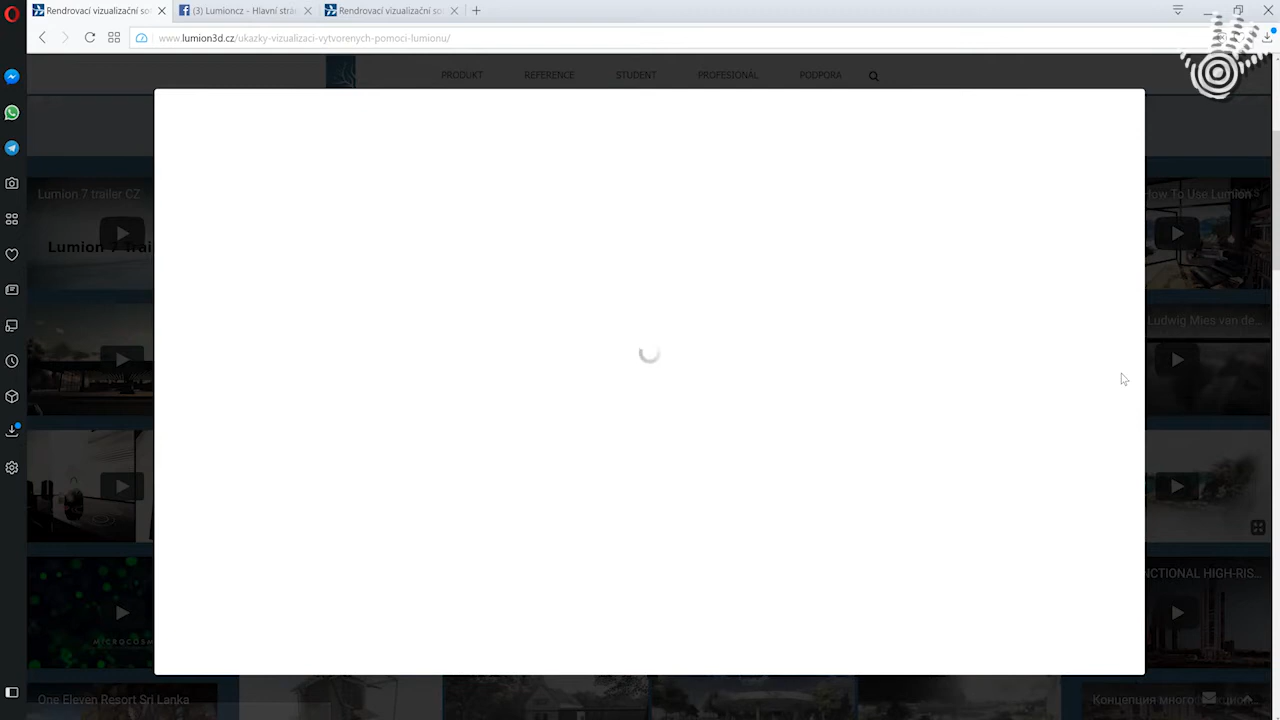 Rendrovací vizualizační so
(3) Lumioncz - Hlavní strá
Rendrovací vizualizační so
www.lumion3d.cz/ukazky-vizualizaci-vytvorenych-pomoci-lumionu/
PRODUKT
REFERENCE
STUDENT
PROFESIONÁL
PODPORA
Lumion 7 trailer CZ
Lumion 7 Trai
How To Use Lumion
Ludwig Mies van de...
NCTIONAL HIGH-RIS...
MICROCOSM
One Eleven Resort Sri Lanka